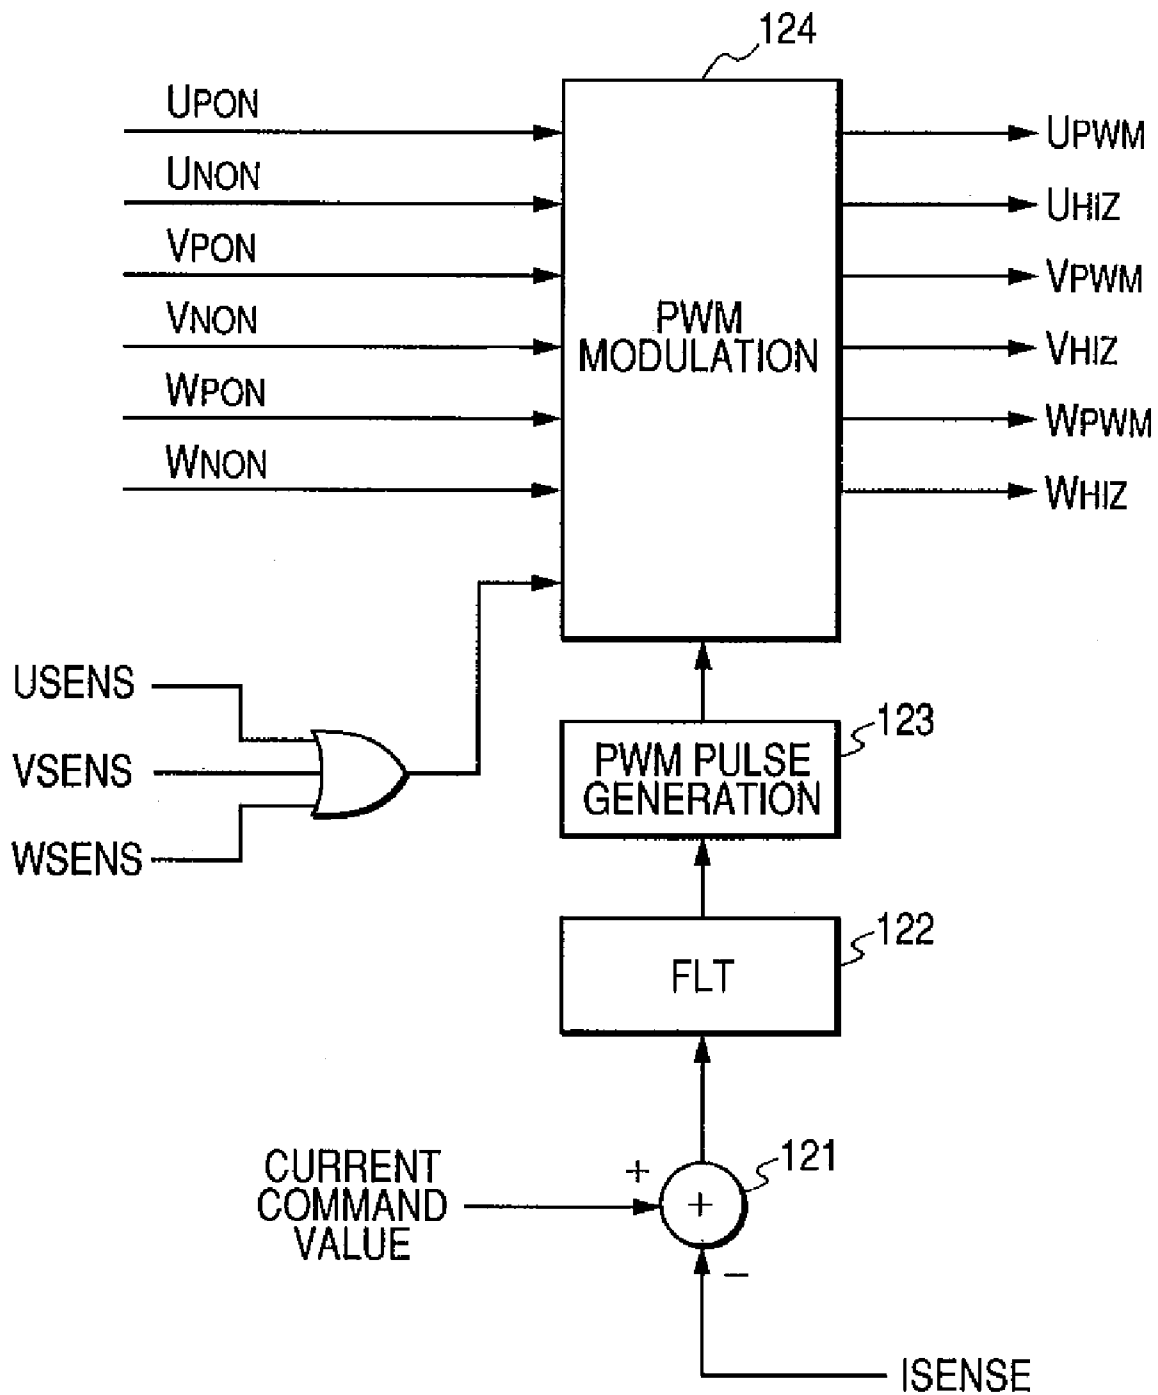 124
UPON
UPWM
UNON
UHIZ
VPON
VPWM
VNON
VHIZ
PWM
MODULATION
WPON
WPWM
WNON
WHIZ
USENS
VSENS
WSENS
123
PWM PULSE
GENERATION
122
FLT
121
CURRENT
COMMAND
VALUE
+
+
−
ISENSE